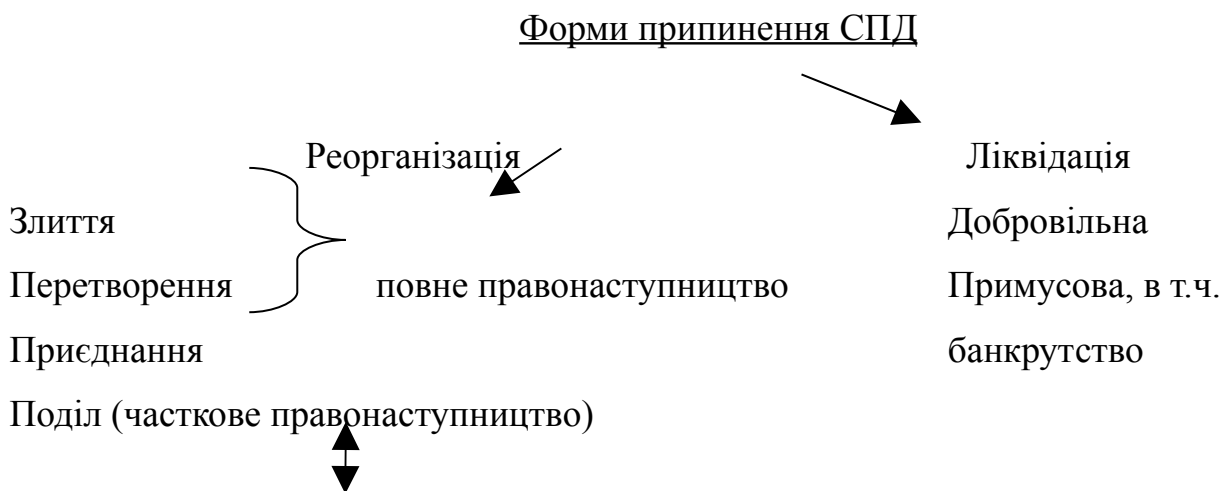 Форми припинення СПД
Реорганізація Ліквідація
Злиття Добровільна
Перетворення повне правонаступництво Примусова, в т.ч.
Приєднання банкрутство
Поділ (часткове правонаступництво)